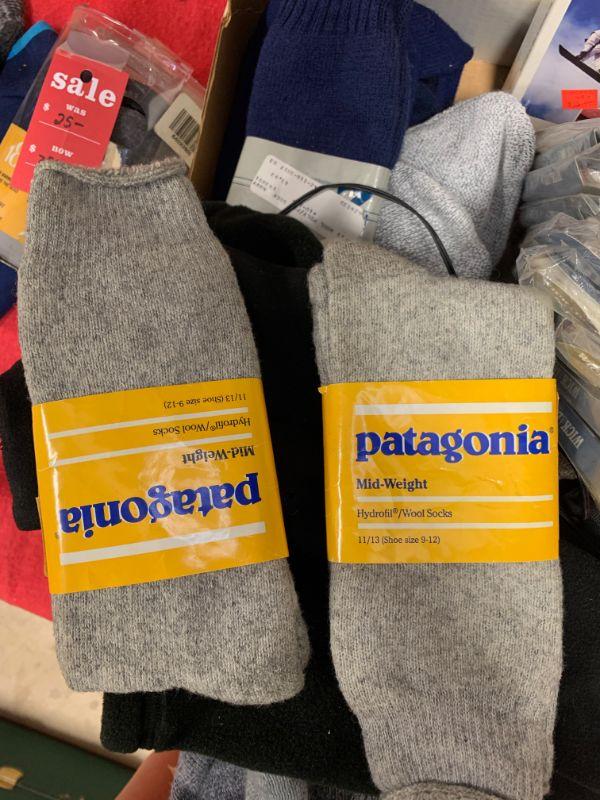 sale
was
$ 25-
now
$
patagonia
Mid-Weight
Hydrofil®/Wool Socks
11/13 (Shoe size 9-12)
patagonia®
Mid-Weight
Hydrofil®/Wool Socks
11/13 (Shoe size 9-12)